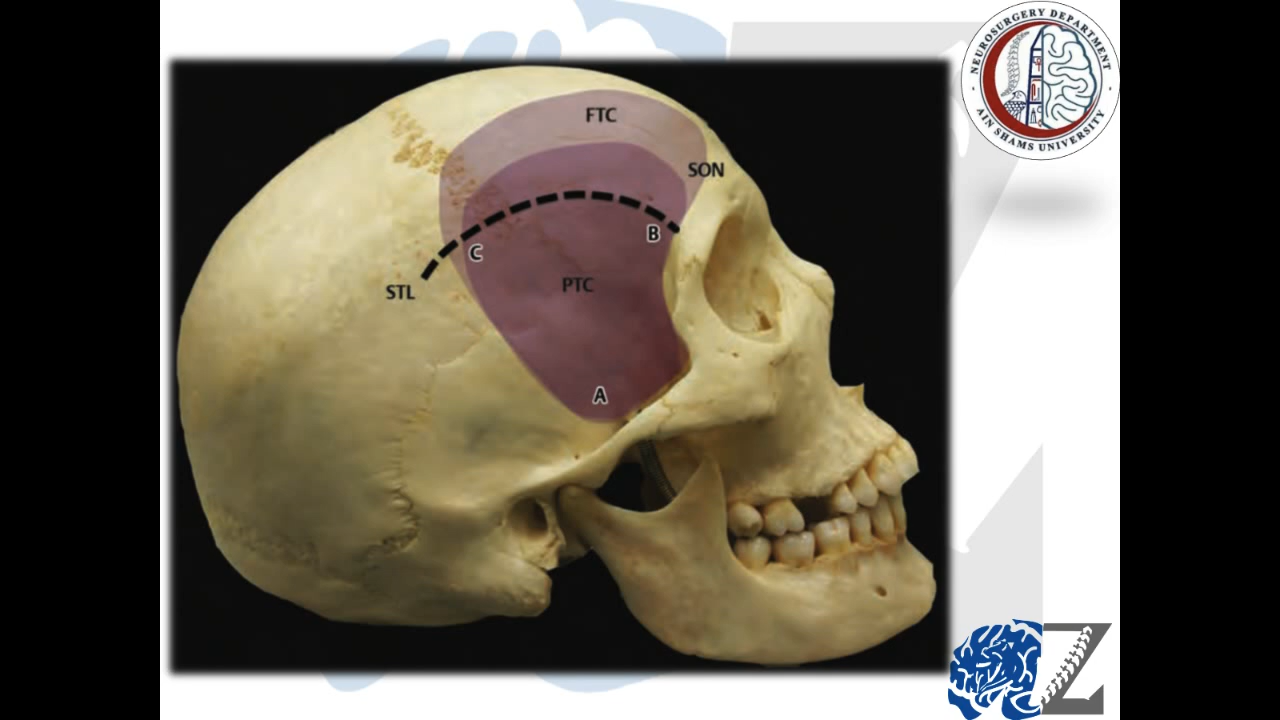 NEUROSURGERY DEPARTMENT
AIN SHAMS UNIVERSITY
FTC
SON
B
C
PTC
STL
A
Z